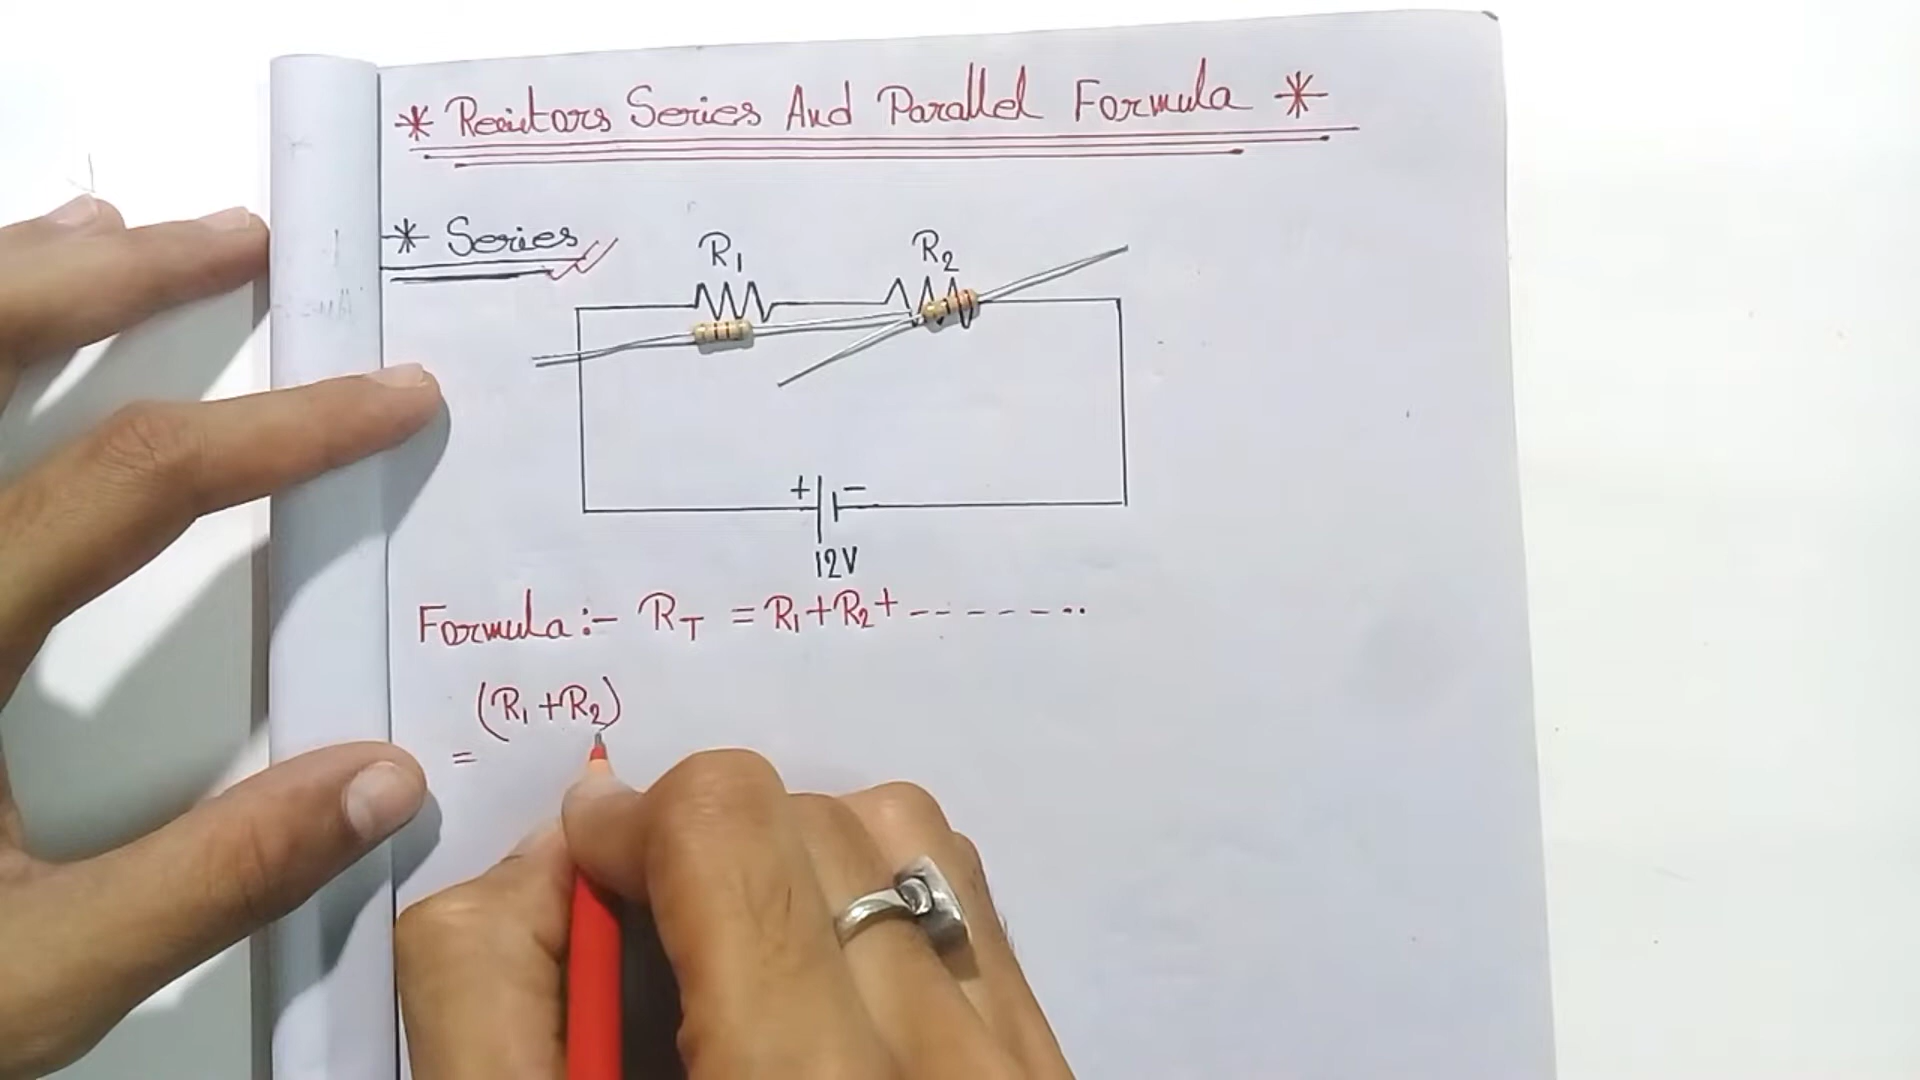 * Resistors Series And Parallel Formula *
* Series
R1 R2
+ -
12V
Formula:- RT = R1+R2+--------
(R1+R2)
=